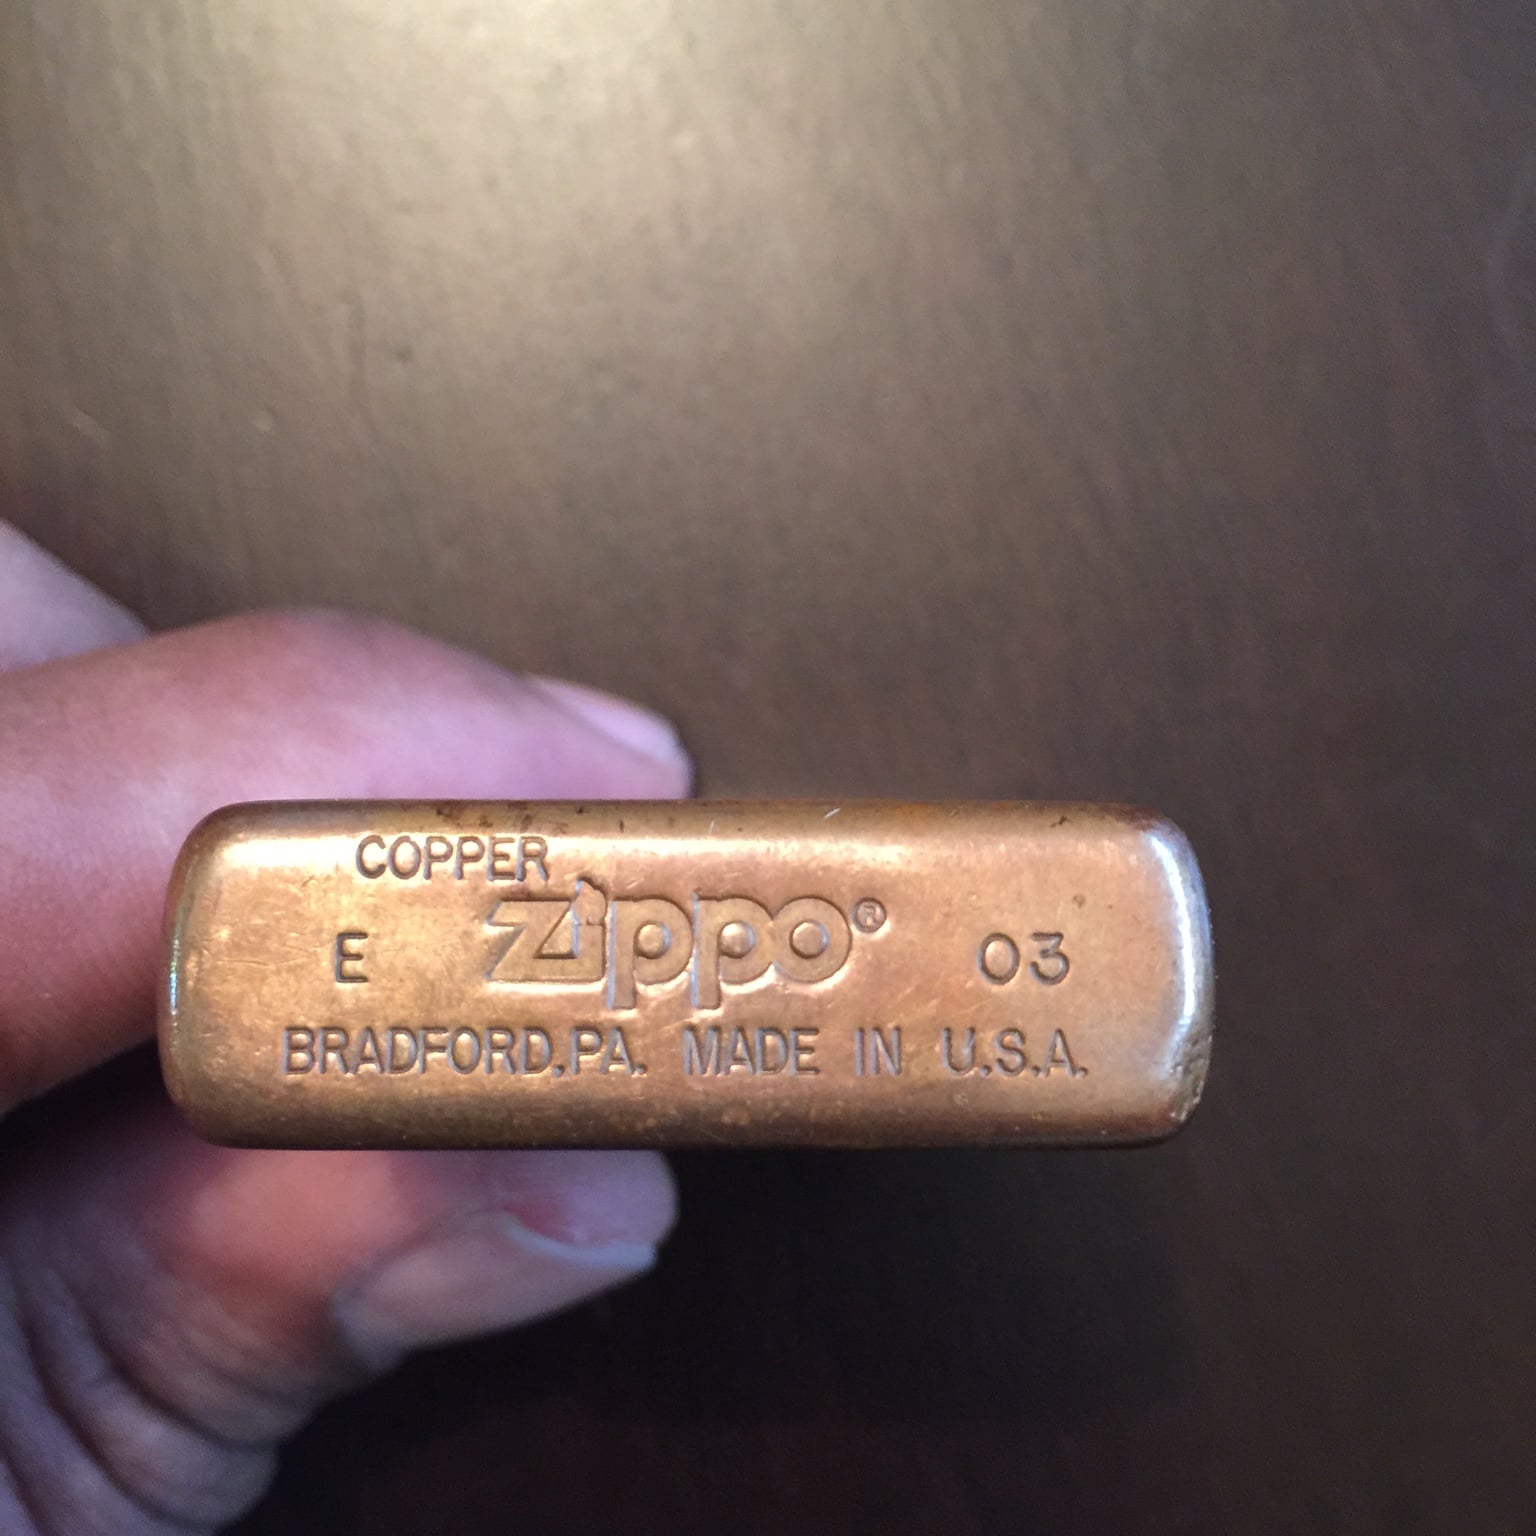 COPPER
E zippo® 03
BRADFORD,PA. MADE IN U.S.A.